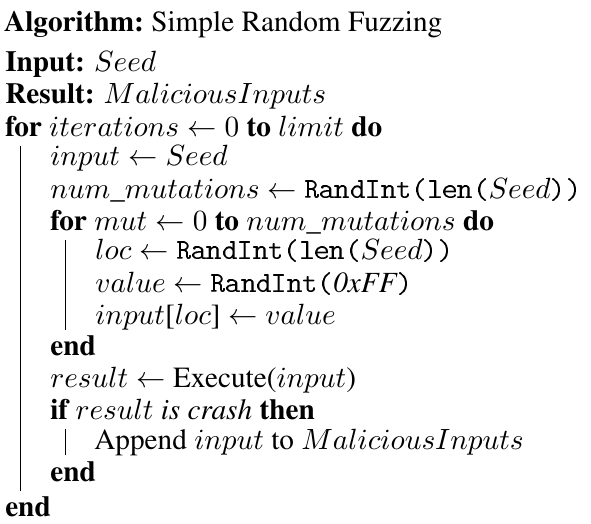 Algorithm: Simple Random Fuzzing
Input: Seed
Result: MaliciousInputs
for iterations ← 0 to limit do
input ← Seed
num_mutations ← RandInt(len(Seed))
for mut ← 0 to num_mutations do
loc ← RandInt(len(Seed))
value ← RandInt(0xFF)
input[loc] ← value
end
result ← Execute(input)
if result is crash then
Append input to MaliciousInputs
end
end